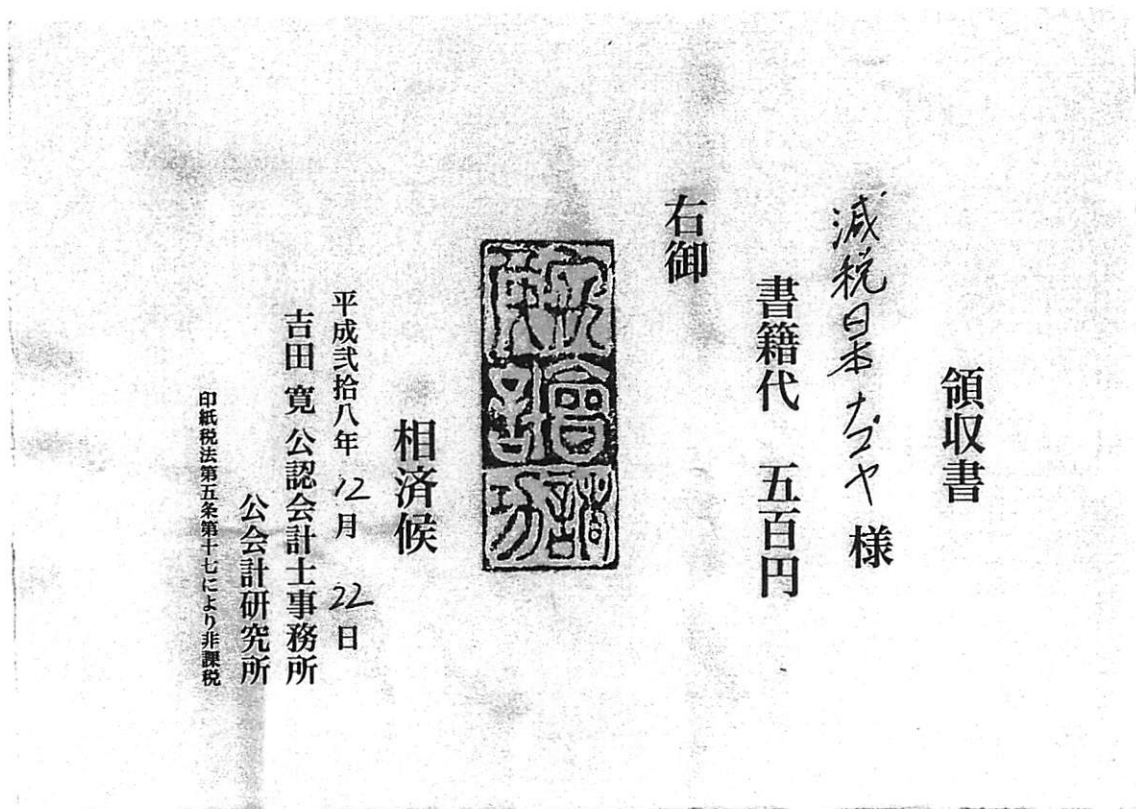 領収書
減税日本ナゴヤ 様
書籍代 五百円
右御
相済候
平成弐拾八年 12月 22日
吉田 寛 公認会計士事務所
公会計研究所
印紙税法第五条第十七により非課税